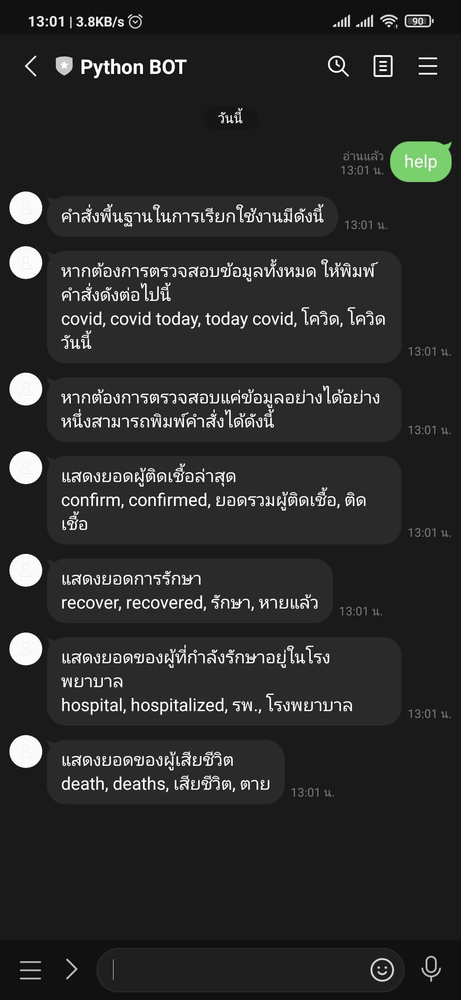 13:01 | 3.8KB/s
90
Python BOT
วันนี้
help
อ่านแล้ว
13:01 น.
คำสั่งพื้นฐานในการเรียกใช้งานมีดังนี้
13:01 น.
หากต้องการตรวจสอบข้อมูลทั้งหมด ให้พิมพ์
คำสั่งดังต่อไปนี้
covid, covid today, today covid, โควิด, โควิด
วันนี้
13:01 น.
หากต้องการตรวจสอบแค่ข้อมูลอย่างได้อย่าง
หนึ่งสามารถพิมพ์คำสั่งได้ดังนี้
13:01 น.
แสดงยอดผู้ติดเชื้อล่าสุด
confirm, confirmed, ยอดรวมผู้ติดเชื้อ, ติด
เชื้อ
13:01 น.
แสดงยอดการรักษา
recover, recovered, รักษา, หายแล้ว
13:01 น.
แสดงยอดของผู้ที่กำลังรักษาอยู่ในโรง
พยาบาล
hospital, hospitalized, รพ., โรงพยาบาล
13:01 น.
แสดงยอดของผู้เสียชีวิต
death, deaths, เสียชีวิต, ตาย
13:01 น.